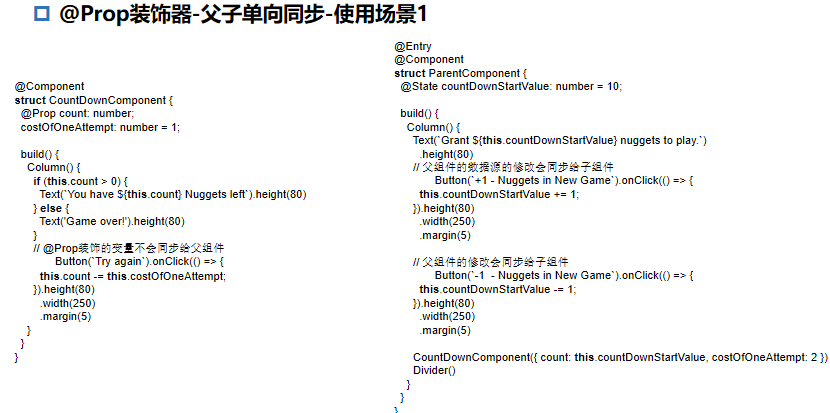 @Prop装饰器-父子单向同步-使用场景1
@Component
struct CountDownComponent {
@Prop count: number;
costOfOneAttempt: number = 1;
build() {
Column() {
if (this.count > 0) {
Text(`You have ${this.count} Nuggets left`).height(80)
} else {
Text('Game over!').height(80)
}
// @Prop装饰的变量不会同步给父组件
Button(`Try again`).onClick(() => {
this.count -= this.costOfOneAttempt;
}).height(80)
.width(250)
.margin(5)
}
}
}
@Entry
@Component
struct ParentComponent {
@State countDownStartValue: number = 10;
build() {
Column() {
Text(`Grant ${this.countDownStartValue} nuggets to play.`)
.height(80)
// 父组件的数据源的修改会同步给子组件
Button(`+1 - Nuggets in New Game`).onClick(() => {
this.countDownStartValue += 1;
}).height(80)
.width(250)
.margin(5)
// 父组件的修改会同步给子组件
Button(`-1  - Nuggets in New Game`).onClick(() => {
this.countDownStartValue -= 1;
}).height(80)
.width(250)
.margin(5)
CountDownComponent({ count: this.countDownStartValue, costOfOneAttempt: 2 })
Divider()
}
}
}